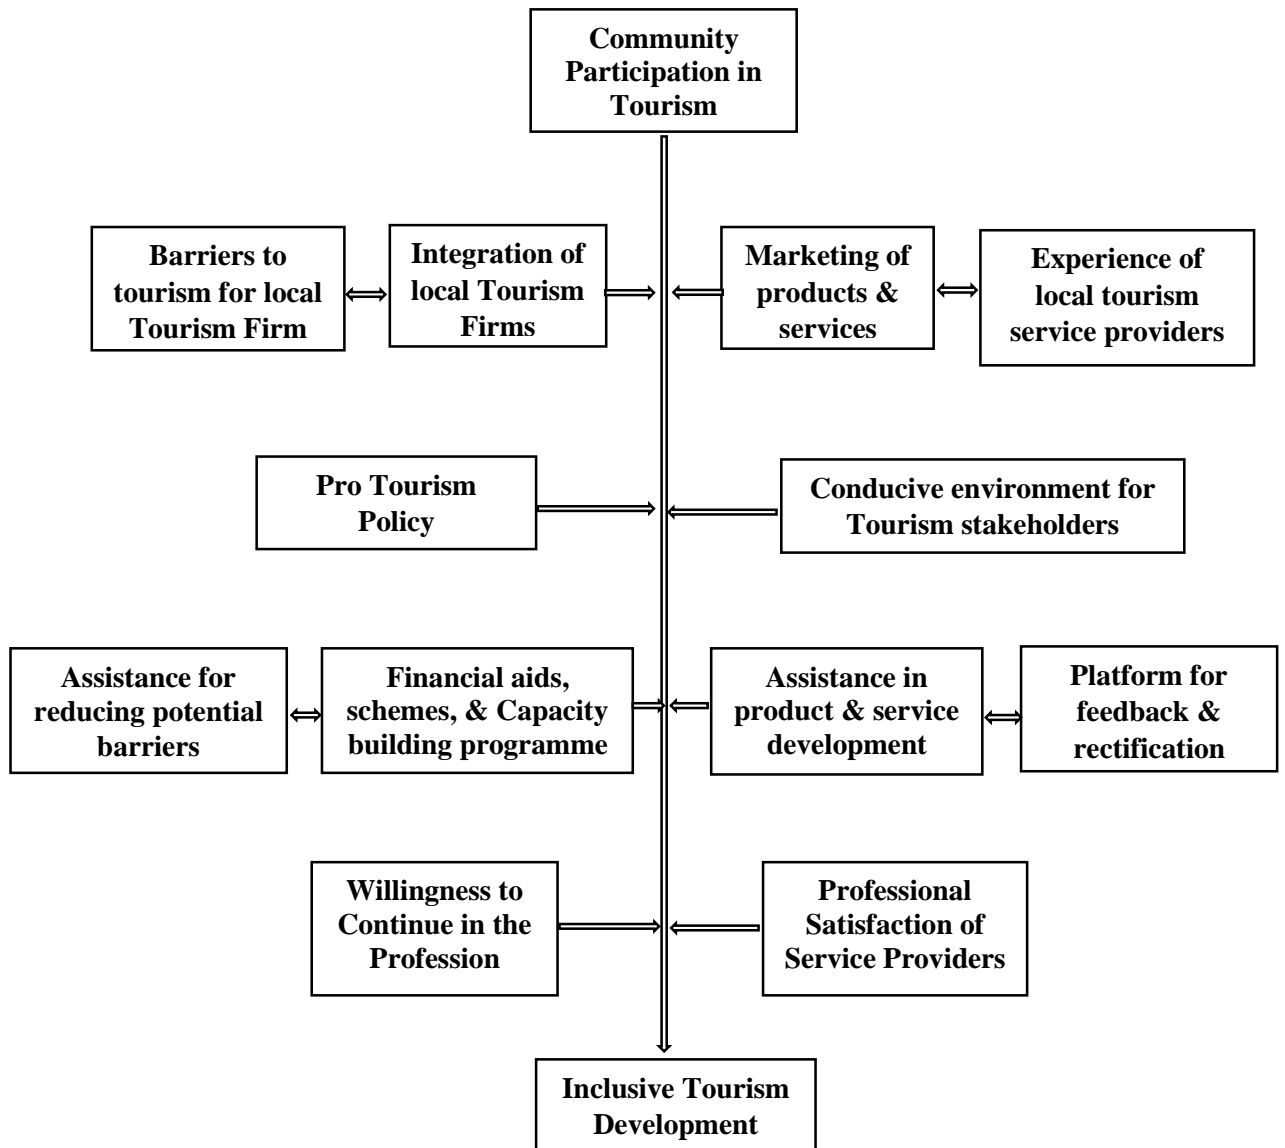 Community
Participation in
Tourism
Barriers to
tourism for local
Tourism Firm
Integration of
local Tourism
Firms
Marketing of
products &
services
Experience of
local tourism
service providers
Pro Tourism
Policy
Conducive environment for
Tourism stakeholders
Assistance for
reducing potential
barriers
Financial aids,
schemes, & Capacity
building programme
Assistance in
product & service
development
Platform for
feedback &
rectification
Willingness to
Continue in the
Profession
Professional
Satisfaction of
Service Providers
Inclusive Tourism
Development